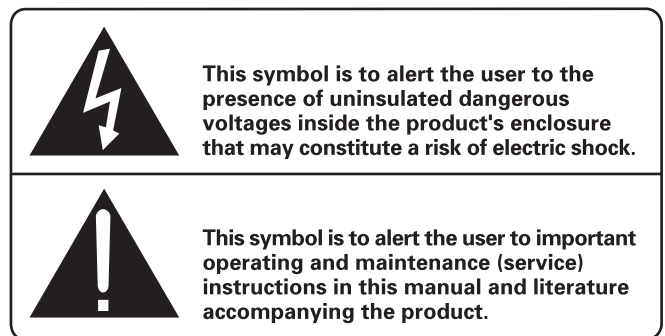 This symbol is to alert the user to the
presence of uninsulated dangerous
voltages inside the product's enclosure
that may constitute a risk of electric shock.
This symbol is to alert the user to important
operating and maintenance (service)
instructions in this manual and literature
accompanying the product.